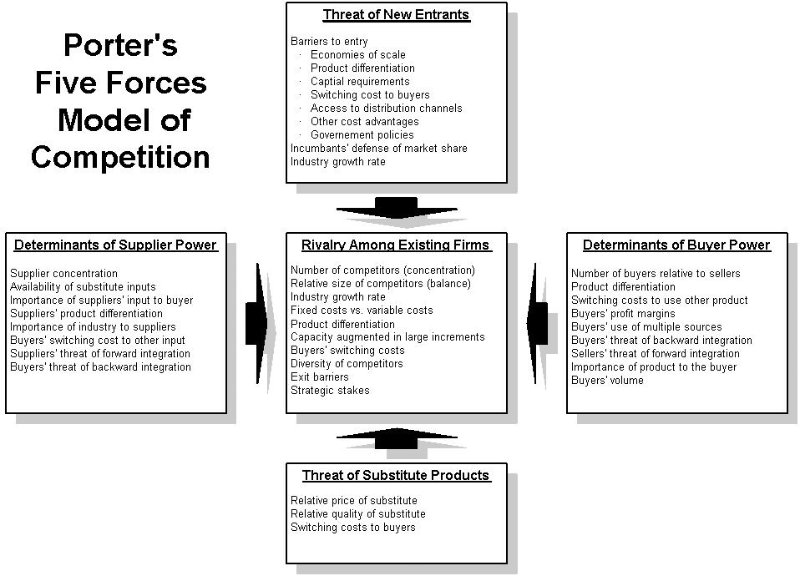 Porter's
Five Forces
Model of
Competition
Threat of New Entrants
Barriers to entry
· Economies of scale
· Product differentiation
· Captial requirements
· Switching cost to buyers
· Access to distribution channels
· Other cost advantages
· Governement policies
Incumbants' defense of market share
Industry growth rate
Determinants of Supplier Power
Supplier concentration
Availability of substitute inputs
Importance of suppliers' input to buyer
Suppliers' product differentiation
Importance of industry to suppliers
Buyers' switching cost to other input
Suppliers' threat of forward integration
Buyers' threat of backward integration
Rivalry Among Existing Firms
Number of competitors (concentration)
Relative size of competitors (balance)
Industry growth rate
Fixed costs vs. variable costs
Product differentiation
Capacity augmented in large increments
Buyers' switching costs
Diversity of competitors
Exit barriers
Strategic stakes
Determinants of Buyer Power
Number of buyers relative to sellers
Product differentiation
Switching costs to use other product
Buyers' profit margins
Buyers' use of multiple sources
Buyers' threat of backward integration
Sellers' threat of forward integration
Importance of product to the buyer
Buyers' volume
Threat of Substitute Products
Relative price of substitute
Relative quality of substitute
Switching costs to buyers